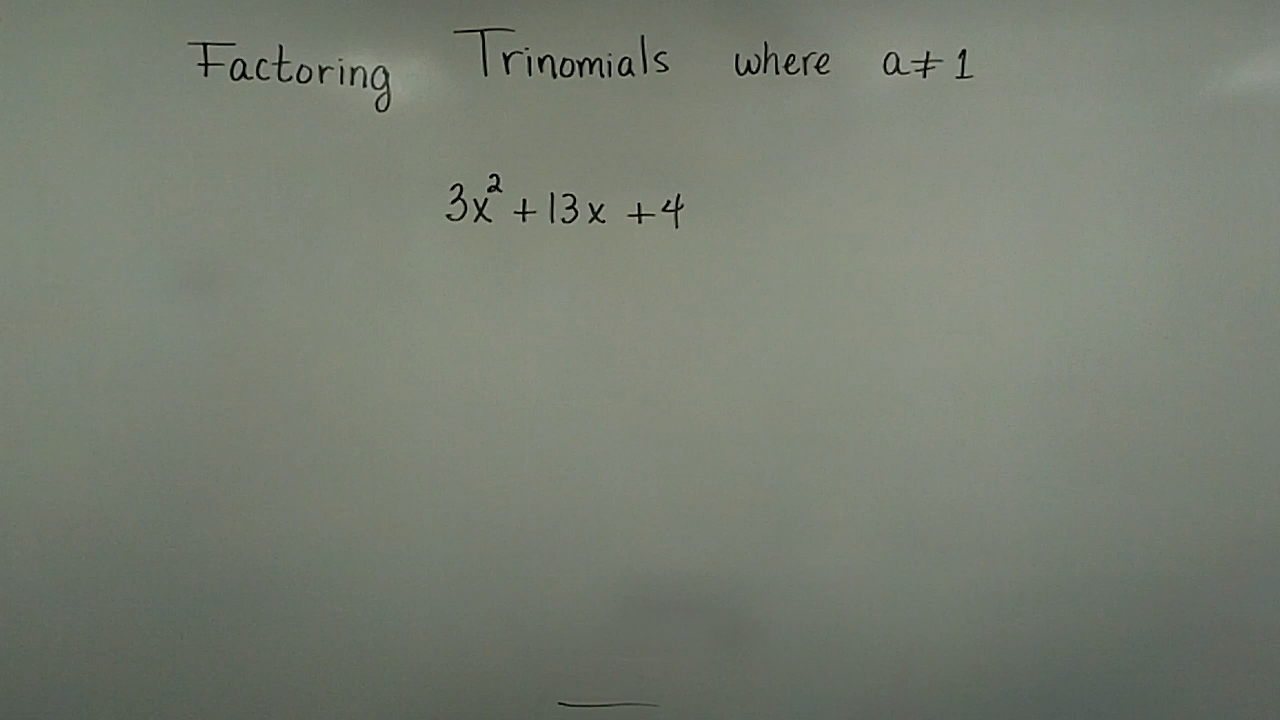 Factoring Trinomials where a≠1
3x² + 13x + 4